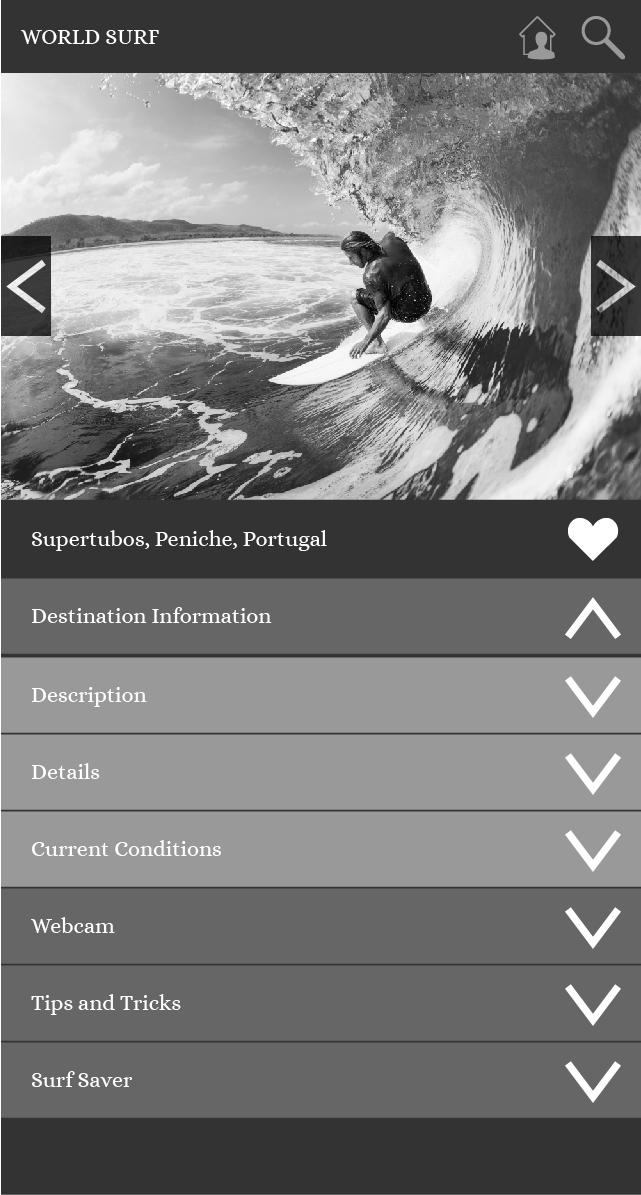 WORLD SURF
Supertubos, Peniche, Portugal
Destination Information
Description
Details
Current Conditions
Webcam
Tips and Tricks
Surf Saver